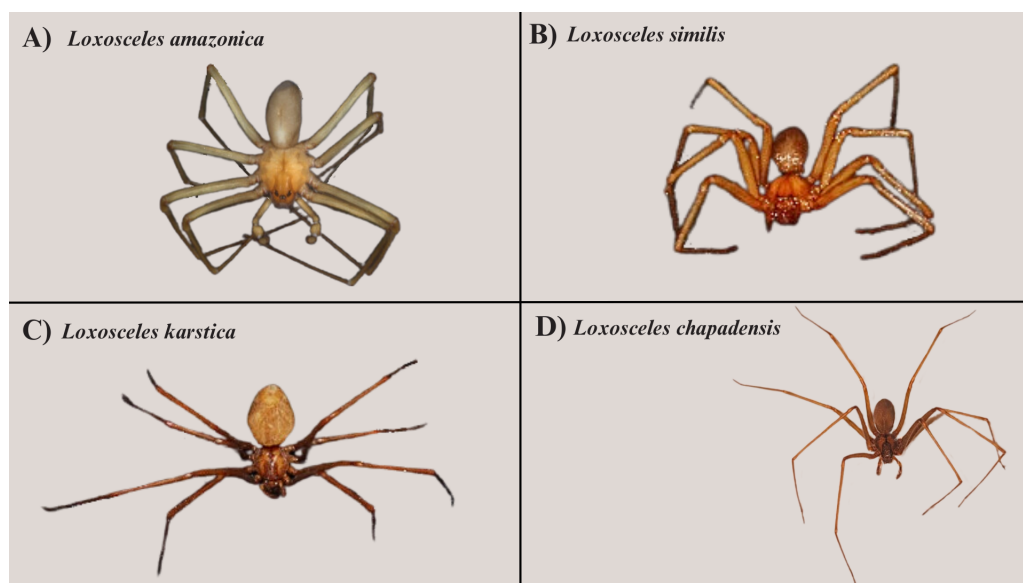 A) Loxosceles amazonica
B) Loxosceles similis
C) Loxosceles karstica
D) Loxosceles chapadensis